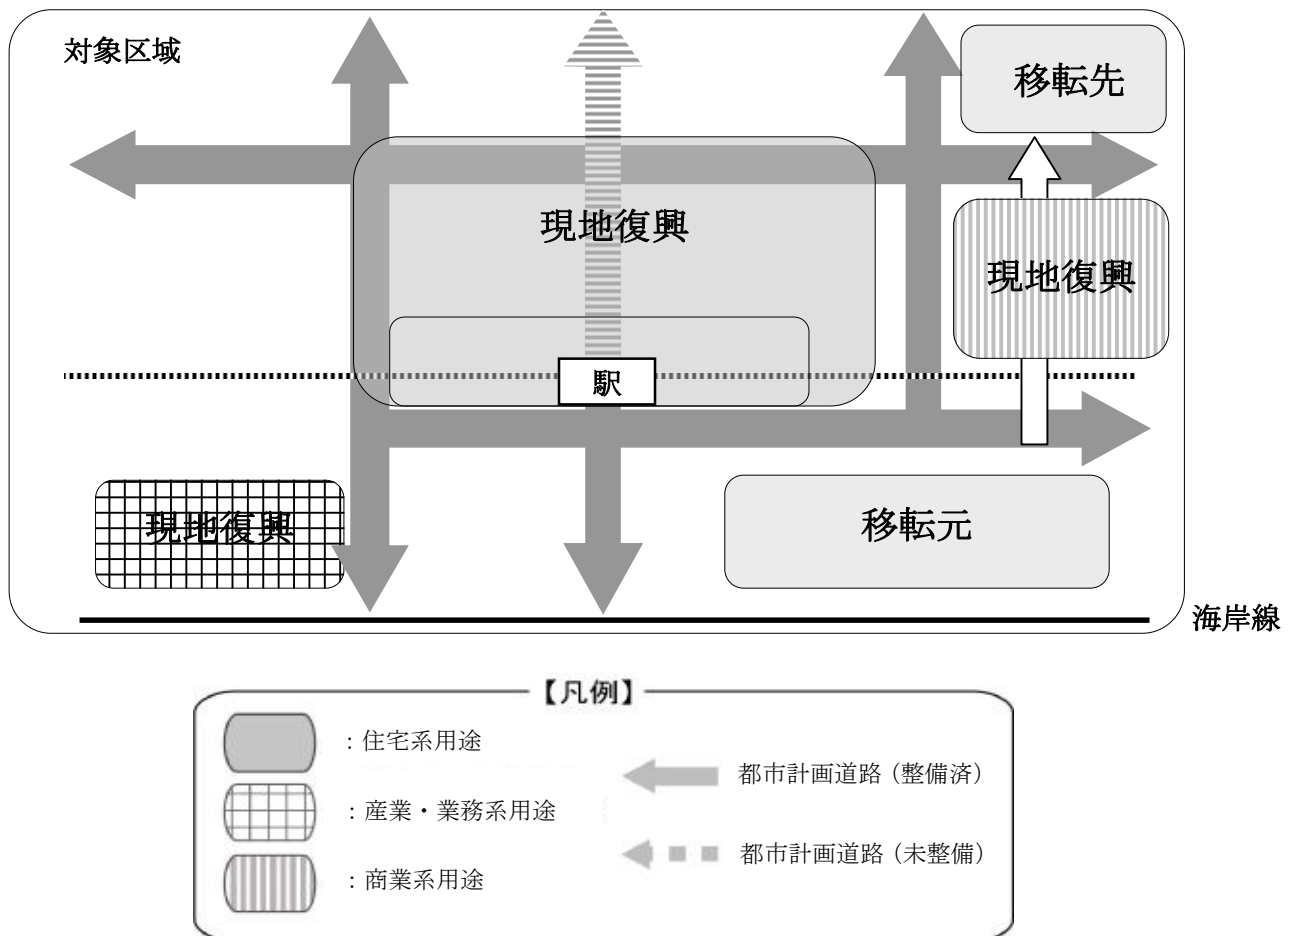 対象区域
移転先
現地復興
現地復興
駅
現地復興
移転元
海岸線
【凡例】
：住宅系用途
都市計画道路（整備済）
：産業・業務系用途
都市計画道路（未整備）
：商業系用途